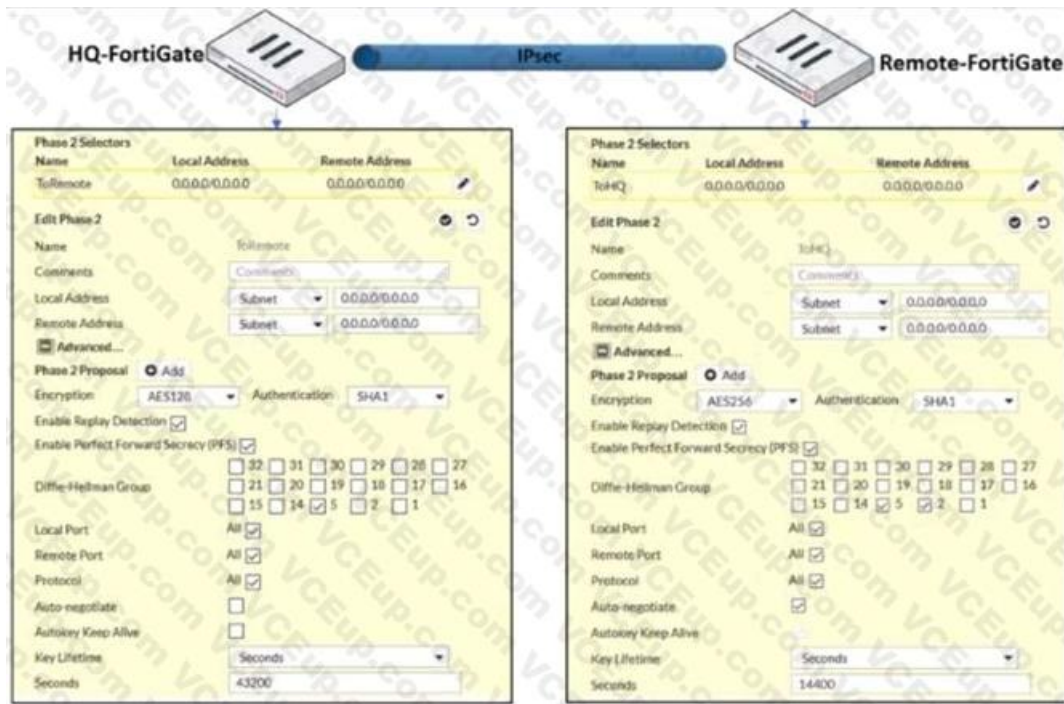 HQ-FortiGate
IPsec
Remote-FortiGate
Phase 2 Selectors
Name Local Address Remote Address
ToRemote 0.0.0.0/0.0.0.0 0.0.0.0/0.0.0.0
Edit Phase 2
Name ToRemote
Comments Comments
Local Address Subnet 0.0.0.0/0.0.0.0
Remote Address Subnet 0.0.0.0/0.0.0.0
Advanced...
Phase 2 Proposal Add
Encryption AES128 Authentication SHA1
Enable Replay Detection
Enable Perfect Forward Secrecy (PFS)
32 31 30 29 28 27
Diffie-Hellman Group 21 20 19 18 17 16
15 14 5 2 1
Local Port All
Remote Port All
Protocol All
Auto-negotiate
Autokey Keep Alive
Key Lifetime Seconds
Seconds 43200
Phase 2 Selectors
Name Local Address Remote Address
ToHQ 0.0.0.0/0.0.0.0 0.0.0.0/0.0.0.0
Edit Phase 2
Name ToHQ
Comments Comments
Local Address Subnet 0.0.0.0/0.0.0.0
Remote Address Subnet 0.0.0.0/0.0.0.0
Advanced...
Phase 2 Proposal Add
Encryption AES256 Authentication SHA1
Enable Replay Detection
Enable Perfect Forward Secrecy (PFS)
32 31 30 29 28 27
Diffie-Hellman Group 21 20 19 18 17 16
15 14 5 2 1
Local Port All
Remote Port All
Protocol All
Auto-negotiate
Autokey Keep Alive
Key Lifetime Seconds
Seconds 14400
VCEup.com